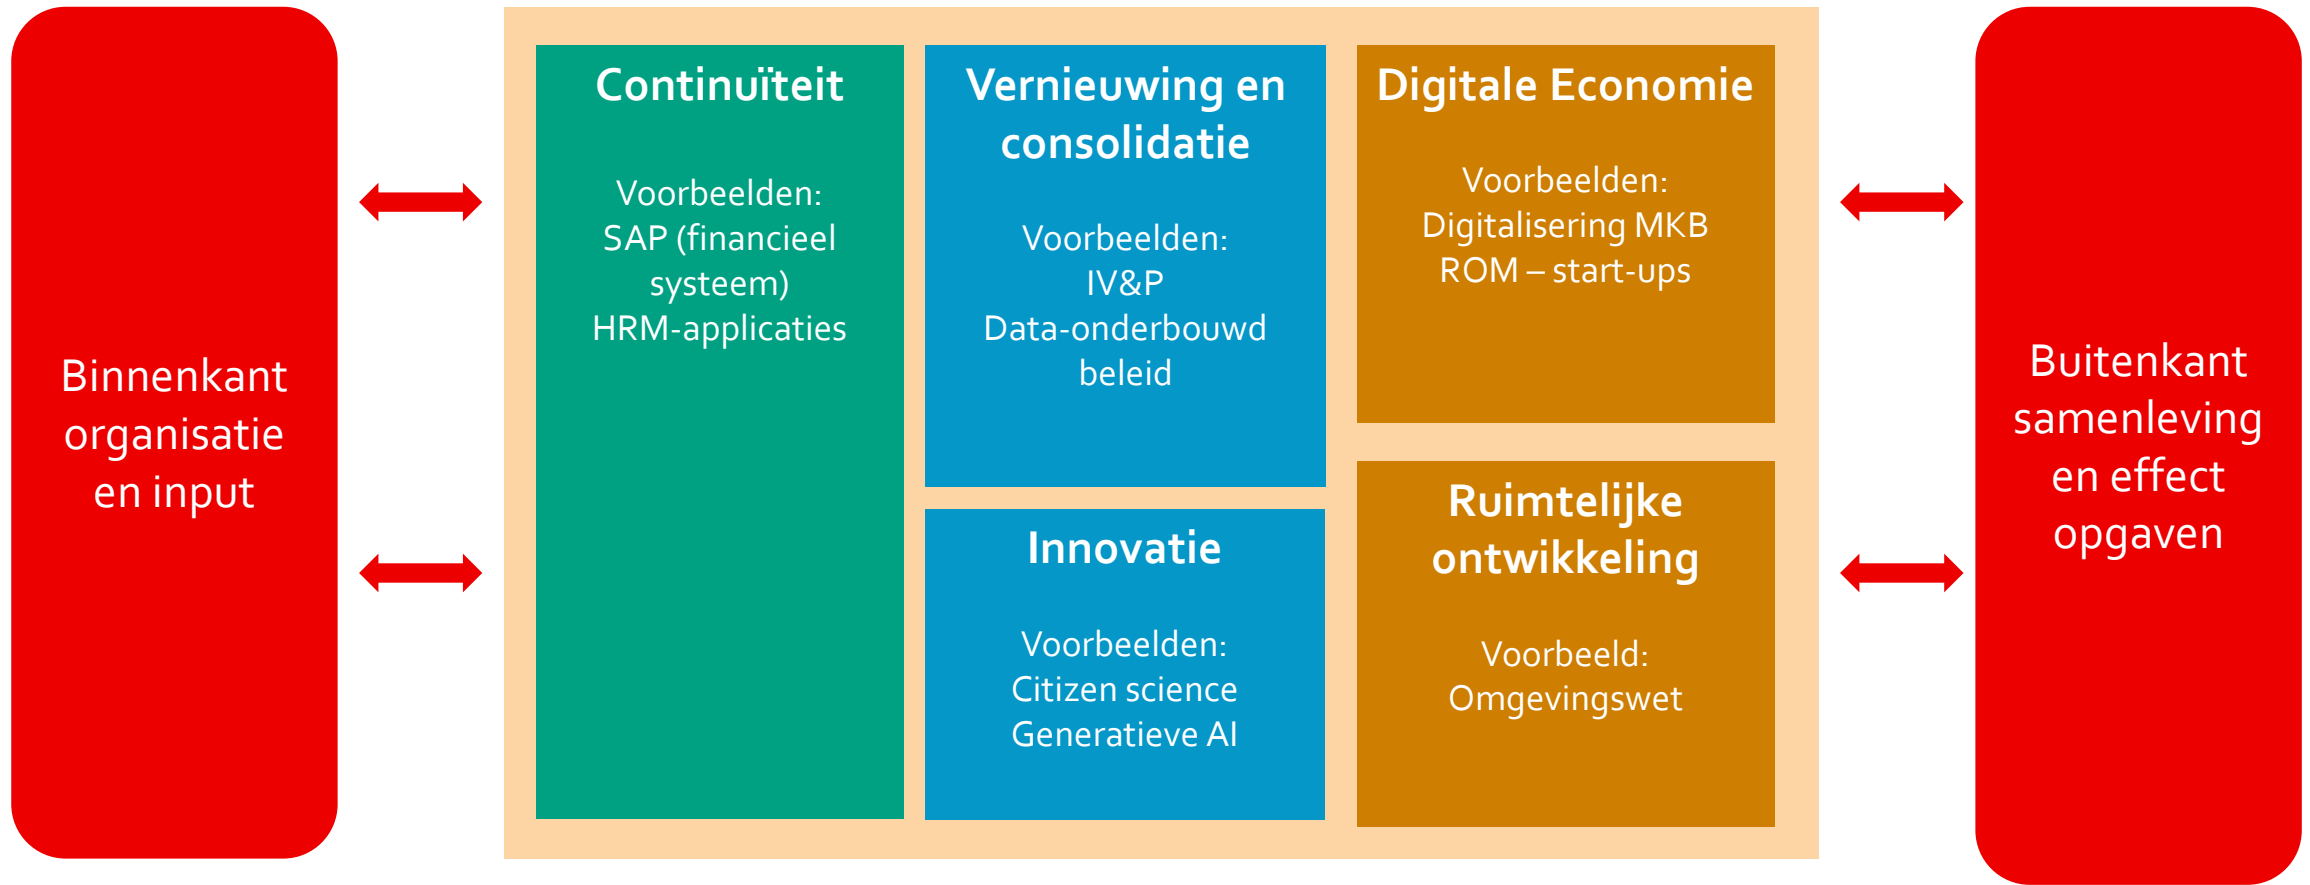 Binnenkant
organisatie
en input
Continuïteit
Voorbeelden:
SAP (financieel
systeem)
HRM-applicaties
Vernieuwing en
consolidatie
Voorbeelden:
IV&P
Data-onderbouwd
beleid
Innovatie
Voorbeelden:
Citizen science
Generatieve AI
Digitale Economie
Voorbeelden:
Digitalisering MKB
ROM – start-ups
Ruimtelijke
ontwikkeling
Voorbeeld:
Omgevingswet
Buitenkant
samenleving
en effect
opgaven